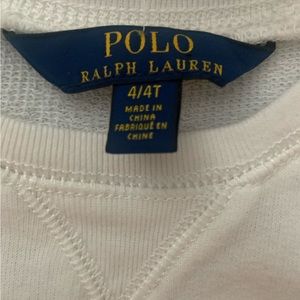 POLO
RALPH LAUREN
4/4T
MADE IN
CHINA
FABRIQUÉ EN
CHINE